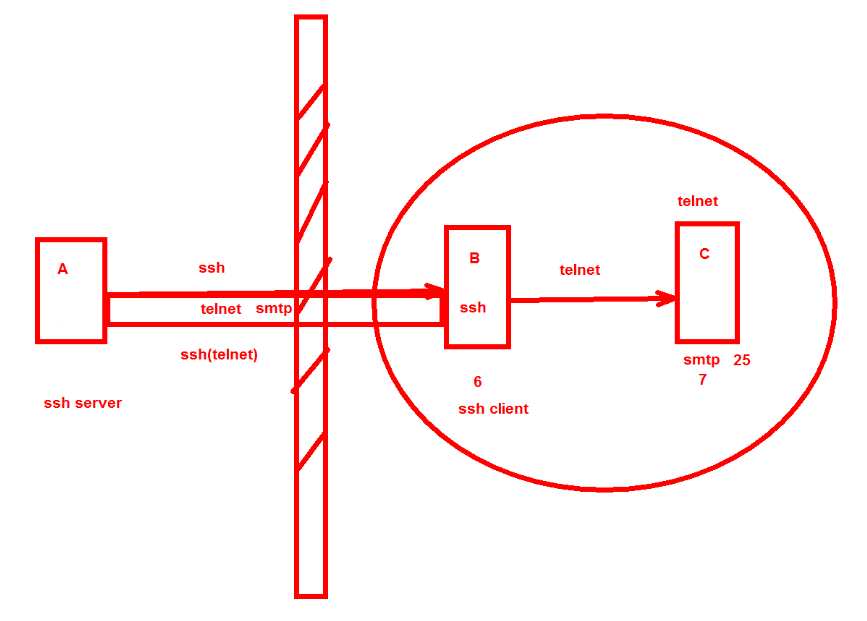 telnet
A
ssh
B
telnet
C
telnet smtp
ssh
ssh(telnet)
smtp 25
7
6
ssh server
ssh client